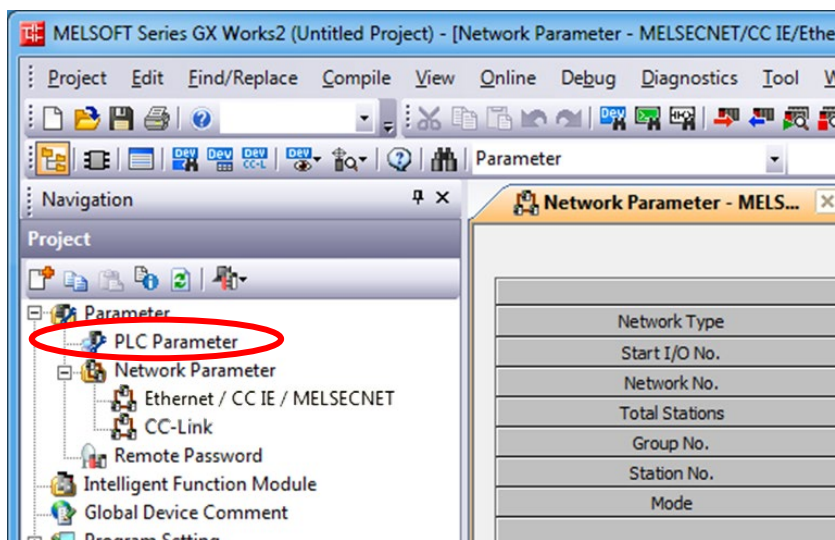 MELSOFT Series GX Works2 (Untitled Project) - [Network Parameter - MELSECNET/CC IE/Ethe
Project Edit Find/Replace Compile View Online Debug Diagnostics Tool W
Parameter
Navigation
Network Parameter - MELS...
Project
Parameter
PLC Parameter
Network Parameter
Ethernet / CC IE / MELSECNET
CC-Link
Remote Password
Intelligent Function Module
Global Device Comment
Program Setting
Network Type
Start I/O No.
Network No.
Total Stations
Group No.
Station No.
Mode